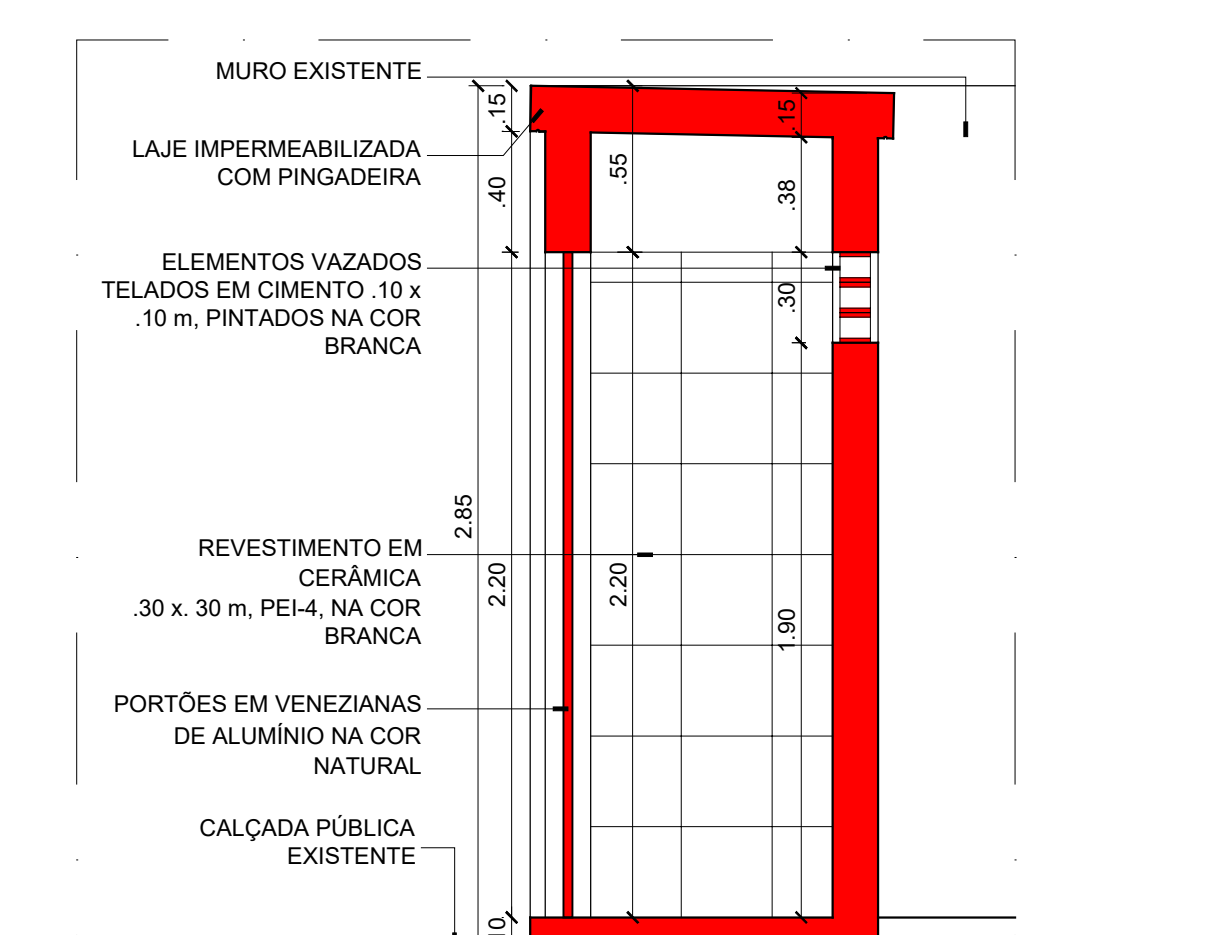 MURO EXISTENTE
LAJE IMPERMEABILIZADA
COM PINGADEIRA
ELEMENTOS VAZADOS
TELADOS EM CIMENTO .10 x
.10 m, PINTADOS NA COR
BRANCA
REVESTIMENTO EM
CERÂMICA
.30 x. 30 m, PEI-4, NA COR
BRANCA
PORTÕES EM VENEZIANAS
DE ALUMÍNIO NA COR
NATURAL
CALÇADA PÚBLICA
EXISTENTE
2.85
.15
.40
2.20
.55
2.20
.15
.38
.30
1.90